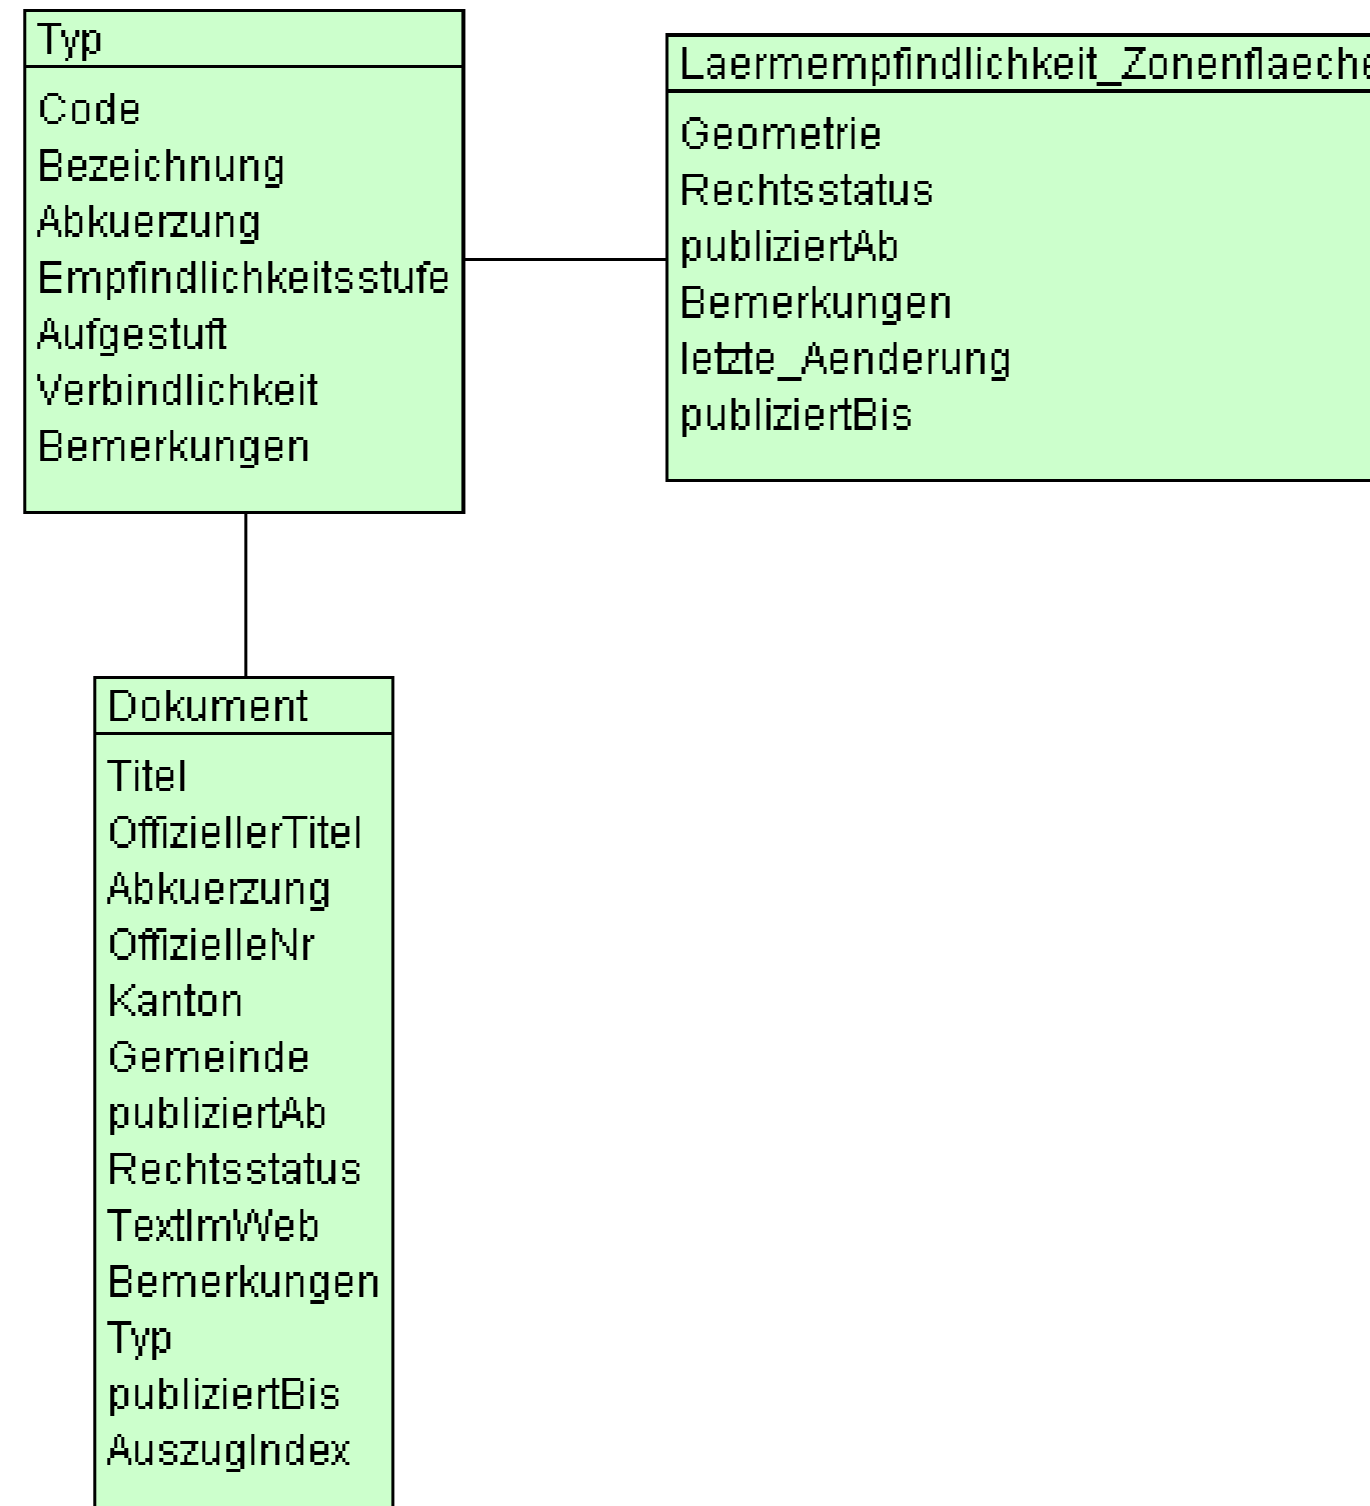 Typ
Code
Bezeichnung
Abkuerzung
Empfindlichkeitsstufe
Aufgestuft
Verbindlichkeit
Bemerkungen
Laermempfindlichkeit_Zonenflaeche
Geometrie
Rechtsstatus
publiziertAb
Bemerkungen
letzte_Aenderung
publiziertBis
Dokument
Titel
OffiziellerTitel
Abkuerzung
OffizielleNr
Kanton
Gemeinde
publiziertAb
Rechtsstatus
TextImWeb
Bemerkungen
Typ
publiziertBis
AuszugIndex